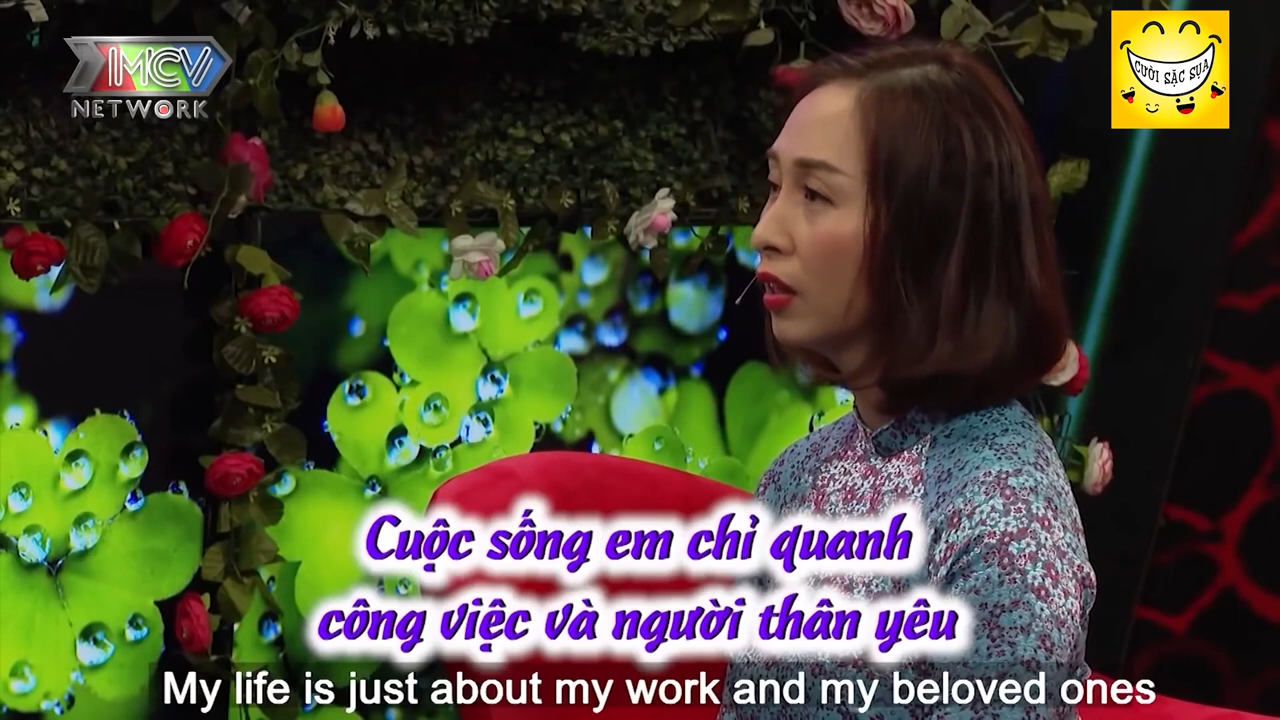 MCV
NETWORK
CƯỜI SẶC SỤA
Cuộc sống em chỉ quanh
công việc và người thân yêu
My life is just about my work and my beloved ones